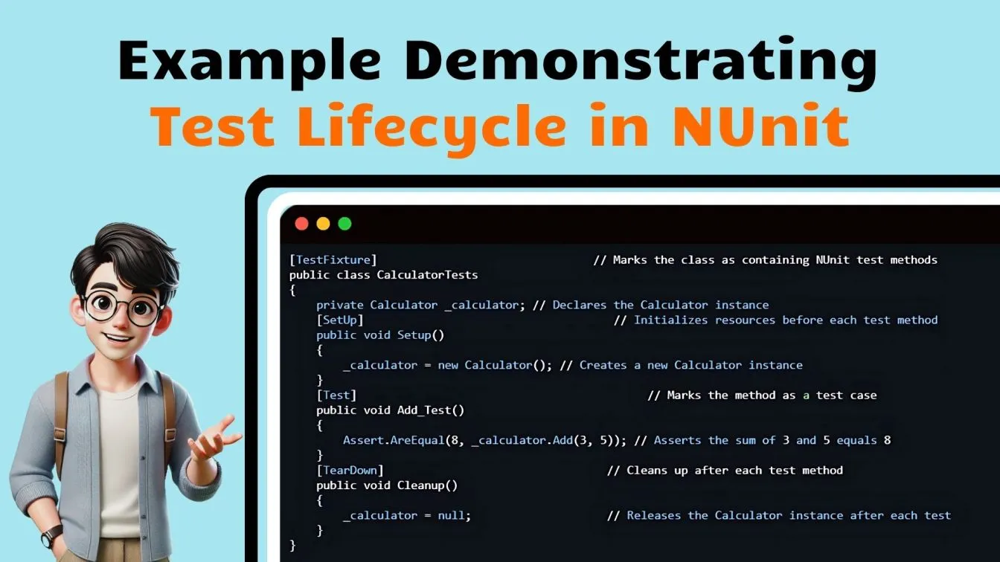 Example Demonstrating
Test Lifecycle in NUnit
[TestFixture] // Marks the class as containing NUnit test methods
public class CalculatorTests
{
private Calculator _calculator; // Declares the Calculator instance
[SetUp] // Initializes resources before each test method
public void Setup()
{
_calculator = new Calculator(); // Creates a new Calculator instance
}
[Test] // Marks the method as a test case
public void Add_Test()
{
Assert.AreEqual(8, _calculator.Add(3, 5)); // Asserts the sum of 3 and 5 equals 8
}
[TearDown] // Cleans up after each test method
public void Cleanup()
{
_calculator = null; // Releases the Calculator instance after each test
}
}